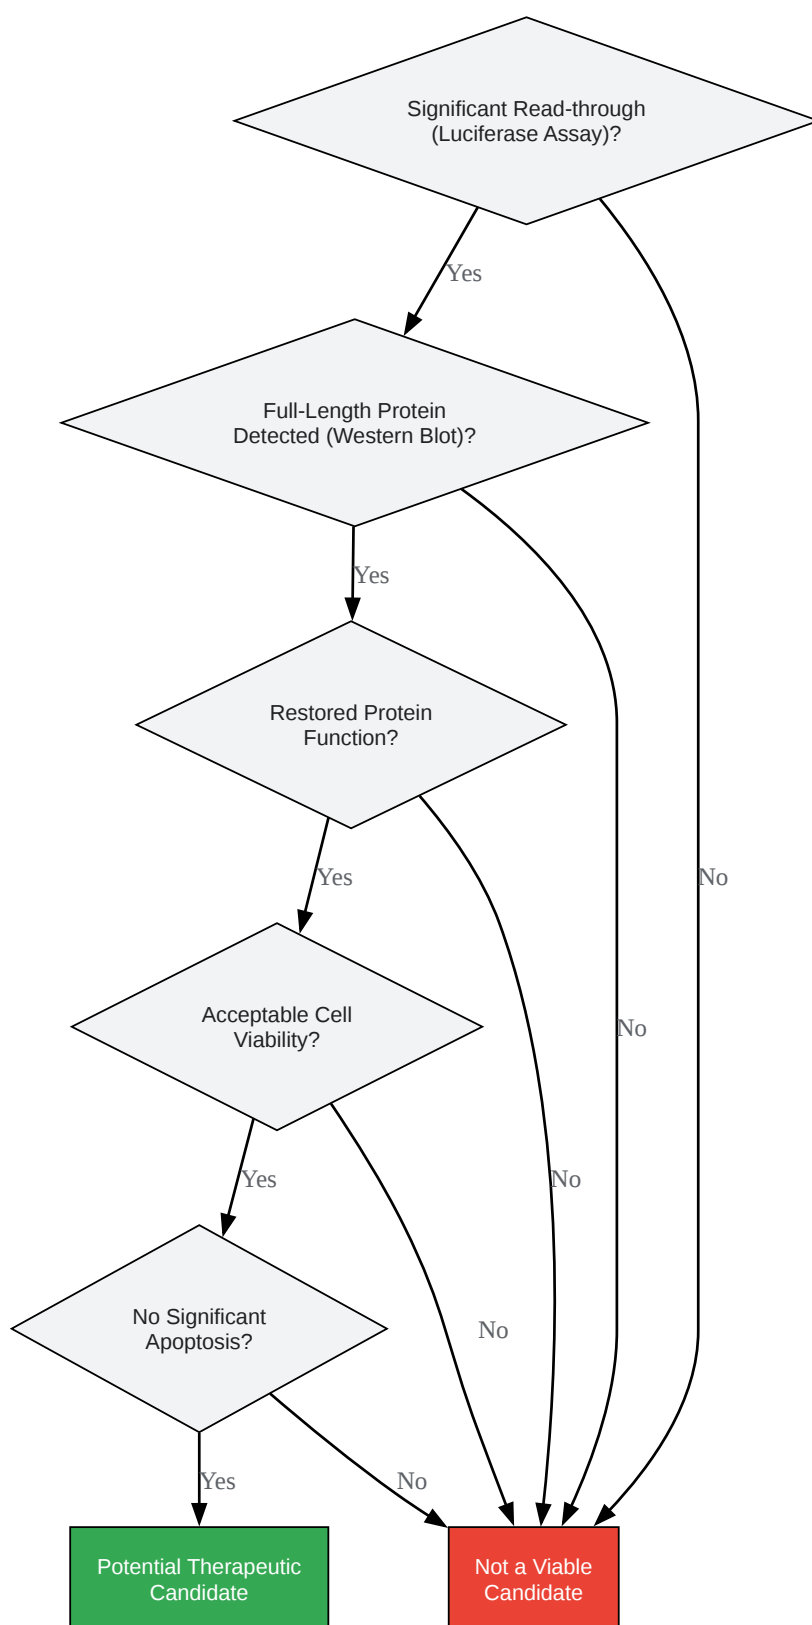 Significant Read-through
(Luciferase Assay)?
Yes
Full-Length Protein
Detected (Western Blot)?
Yes
Restored Protein
Function?
Yes
No
Acceptable Cell
Viability?
No
Yes
No
No Significant
Apoptosis?
No
Yes
No
Potential Therapeutic
Candidate
Not a Viable
Candidate